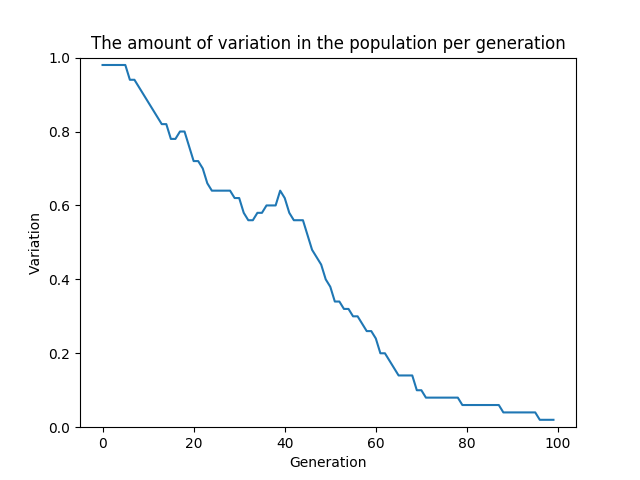 The amount of variation in the population per generation
1.0
0.8
0.6
0.4
0.2
0.0
Variation
0 20 40 60 80 100
Generation